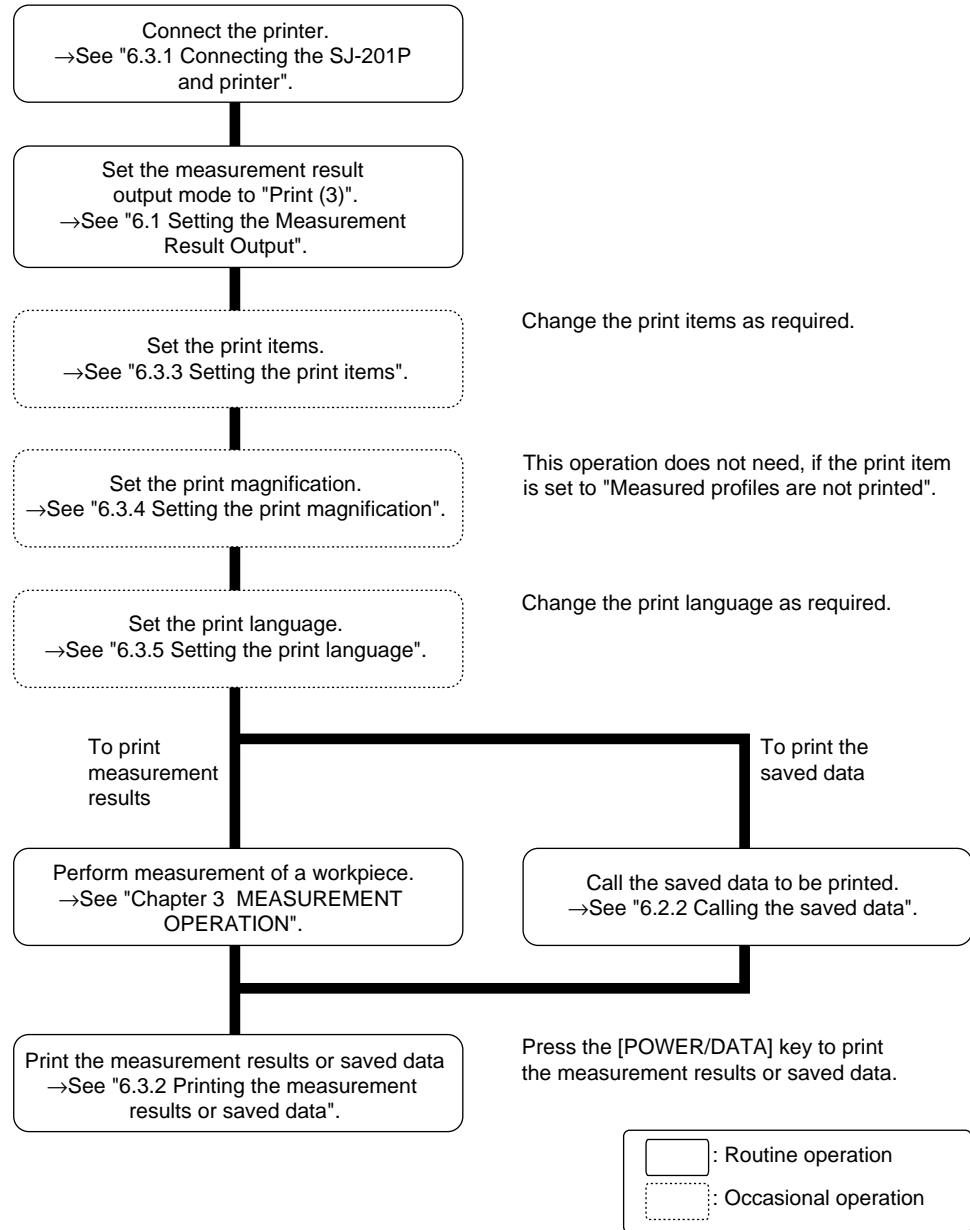 Connect the printer.
→See "6.3.1 Connecting the SJ-201P
and printer".
Set the measurement result
output mode to "Print (3)".
→See "6.1 Setting the Measurement
Result Output".
Set the print items.
→See "6.3.3 Setting the print items".
Change the print items as required.
Set the print magnification.
→See "6.3.4 Setting the print magnification".
This operation does not need, if the print item
is set to "Measured profiles are not printed".
Set the print language.
→See "6.3.5 Setting the print language".
Change the print language as required.
To print
measurement
results
To print the
saved data
Perform measurement of a workpiece.
→See "Chapter 3  MEASUREMENT
OPERATION".
Call the saved data to be printed.
→See "6.2.2 Calling the saved data".
Print the measurement results or saved data
→See "6.3.2 Printing the measurement
results or saved data".
Press the [POWER/DATA] key to print
the measurement results or saved data.
: Routine operation
: Occasional operation